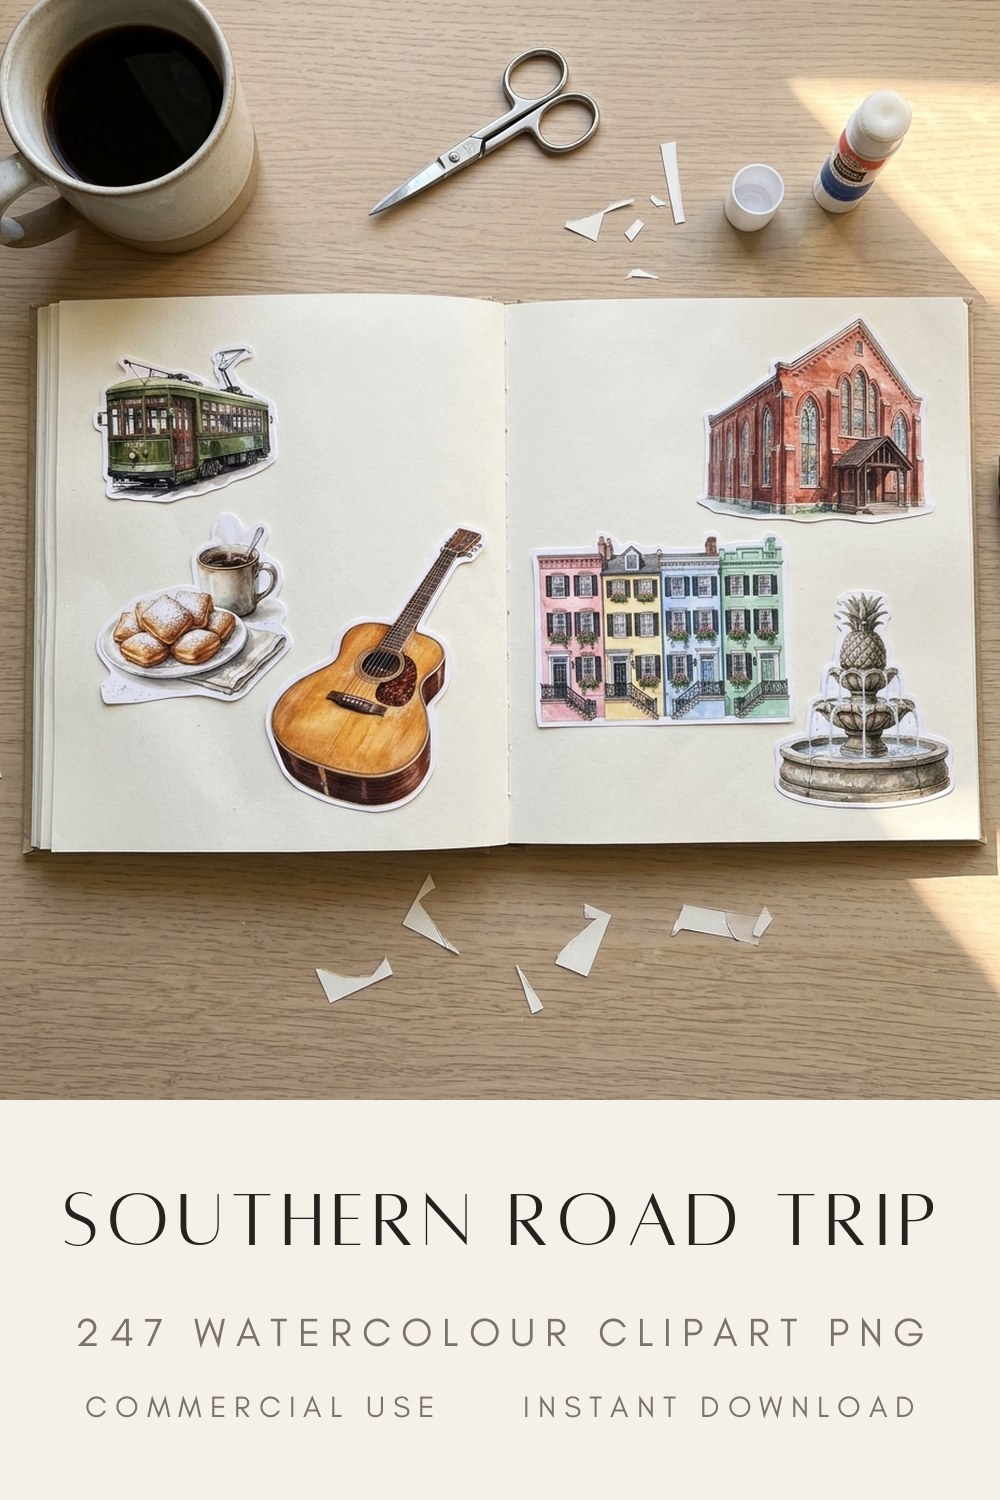 SOUTHERN ROAD TRIP
247 WATERCOLOUR CLIPART PNG
COMMERCIAL USE INSTANT DOWNLOAD